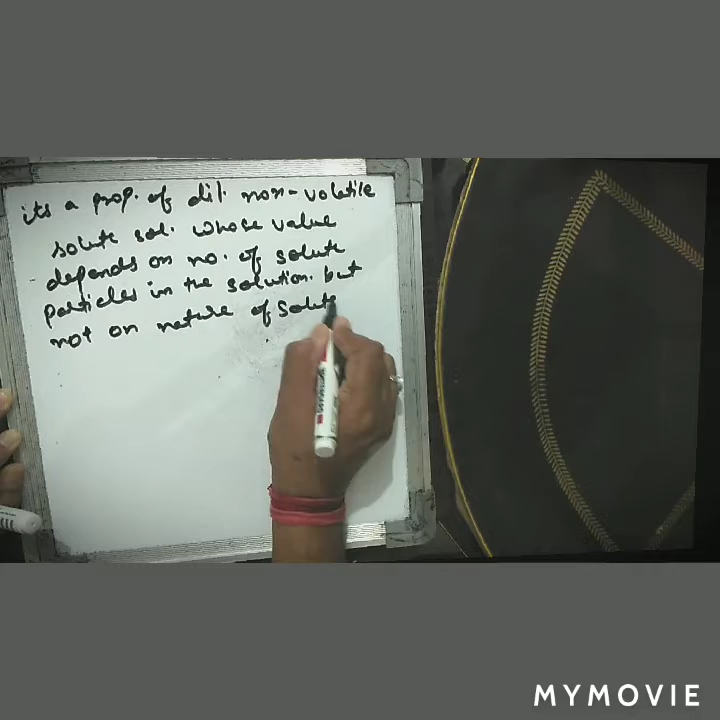 its a prop. of dil. non-volatile
solute sol. whose value
depends on no. of solute
particles in the solution. but
not on nature of Solute
MYMOVIE